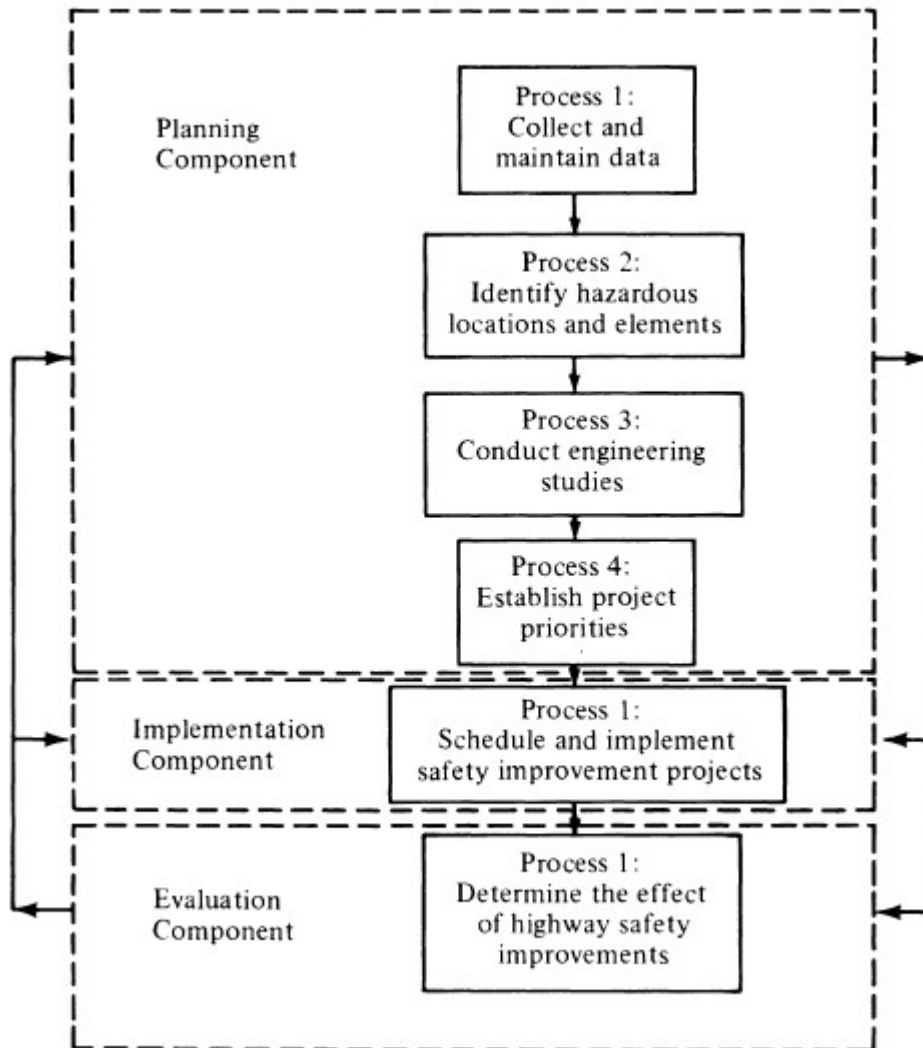 Planning
Component
Process 1:
Collect and
maintain data
Process 2:
Identify hazardous
locations and elements
Process 3:
Conduct engineering
studies
Process 4:
Establish project
priorities
Implementation
Component
Process 1:
Schedule and implement
safety improvement projects
Evaluation
Component
Process 1:
Determine the effect
of highway safety
improvements